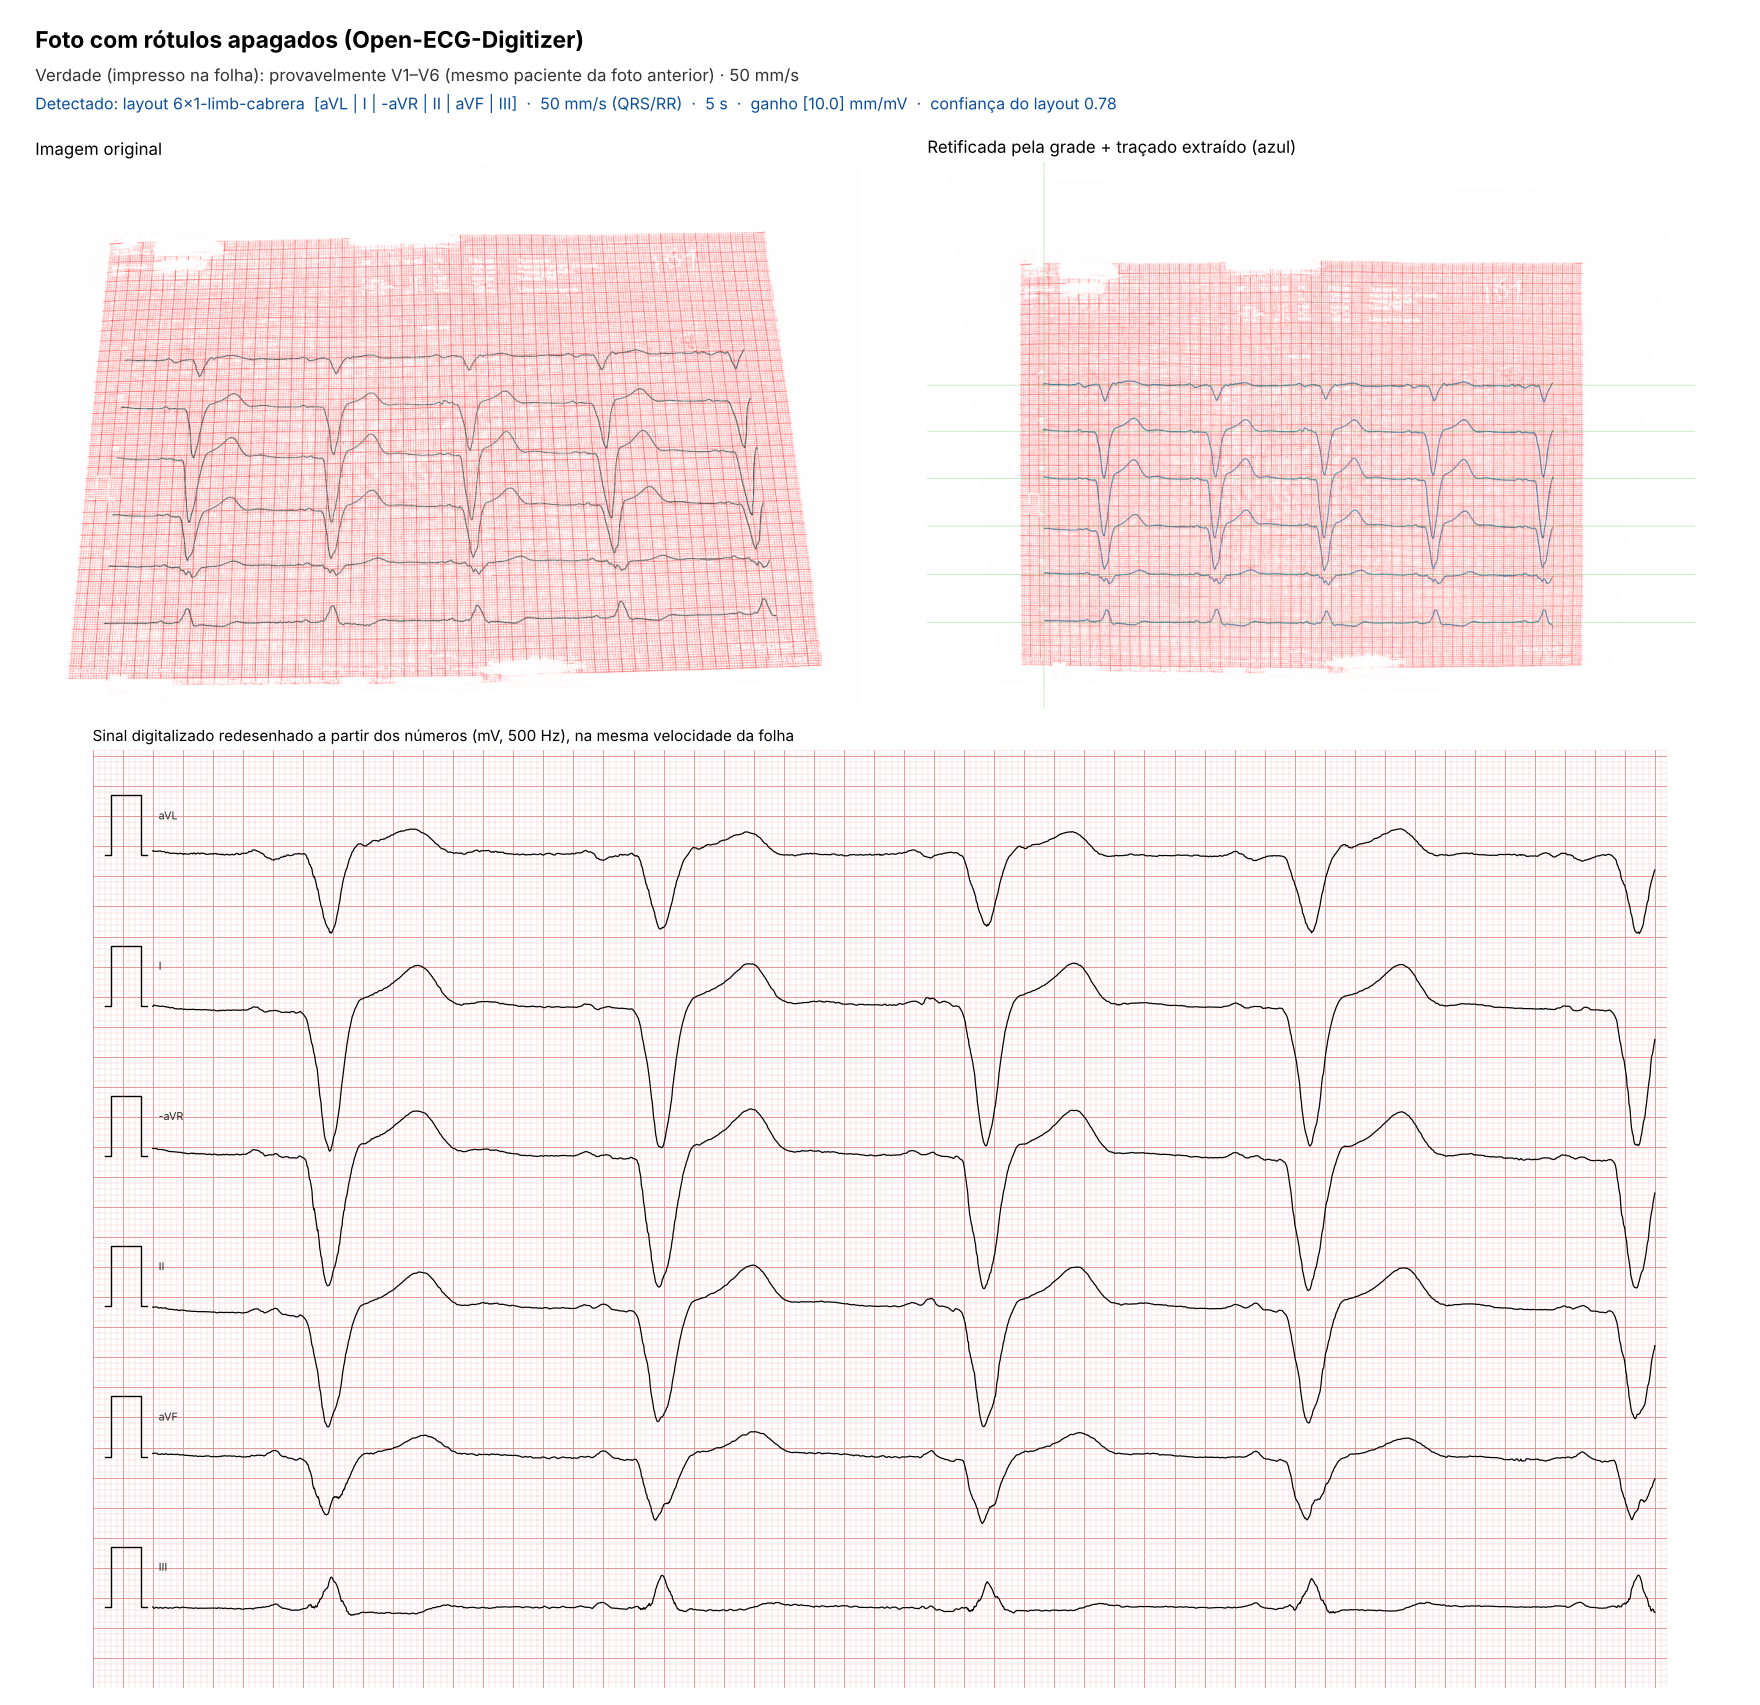 Foto com rótulos apagados (Open-ECG-Digitizer)
Verdade (impresso na folha): provavelmente V1–V6 (mesmo paciente da foto anterior) · 50 mm/s
Detectado: layout 6×1-limb-cabrera [aVL | I | -aVR | II | aVF | III] · 50 mm/s (QRS/RR) · 5 s · ganho [10.0] mm/mV · confiança do layout 0.78
Imagem original
Retificada pela grade + traçado extraído (azul)
Sinal digitalizado redesenhado a partir dos números (mV, 500 Hz), na mesma velocidade da folha
aVL
I
-aVR
II
aVF
III